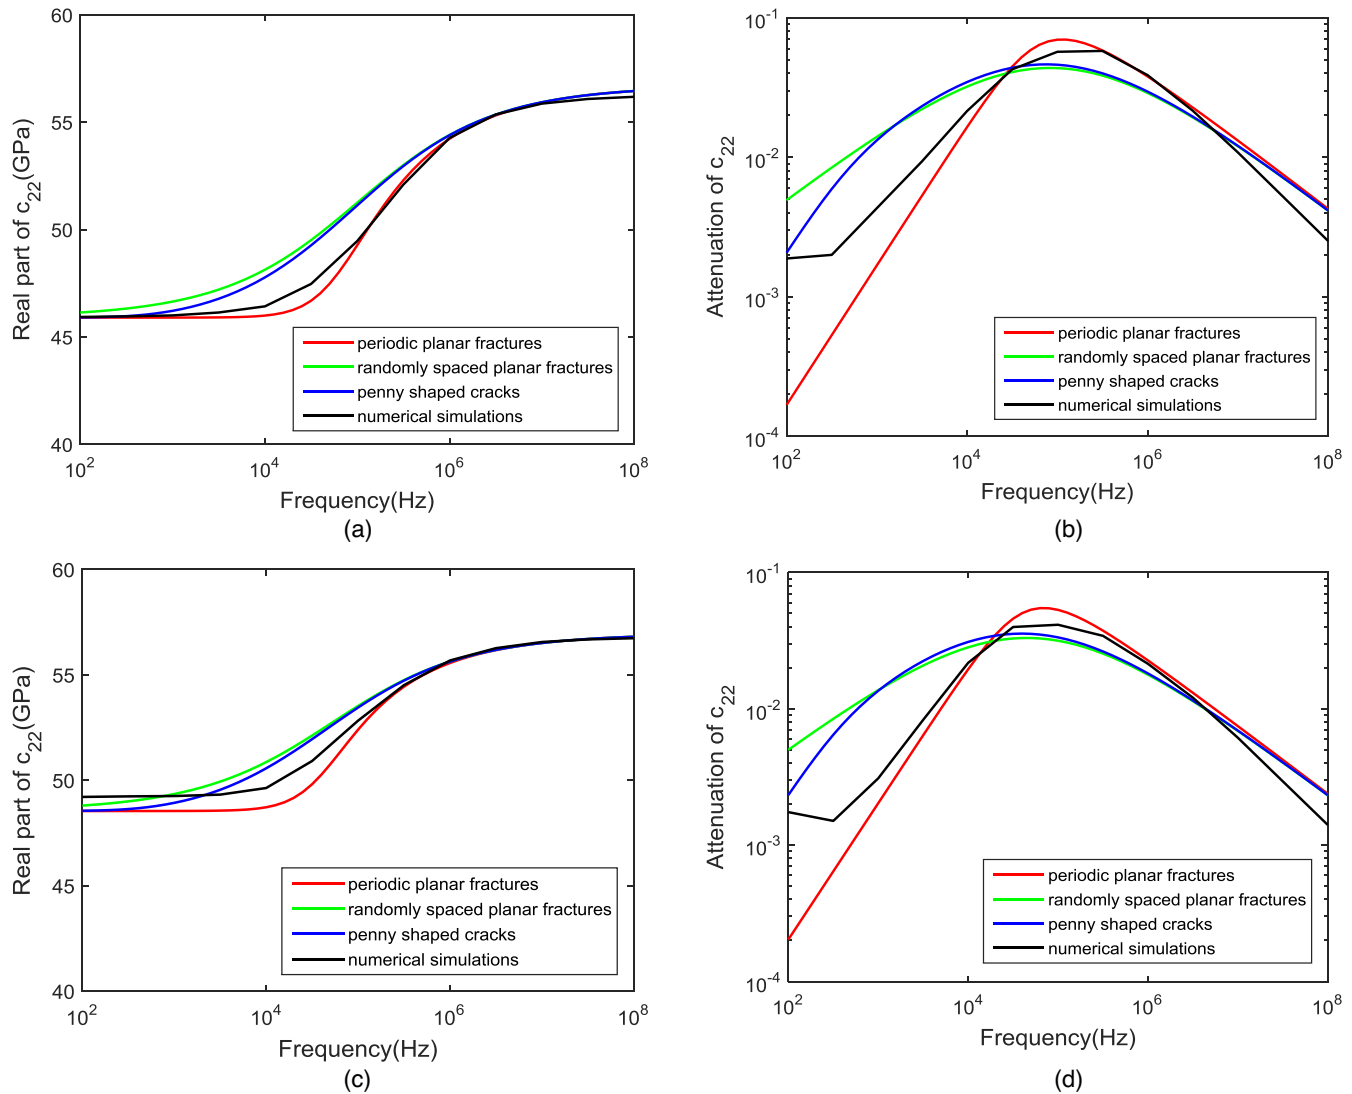 60
55
50
45
40
Real part of c22(GPa)
10^2
10^4
10^6
10^8
Frequency(Hz)
periodic planar fractures
randomly spaced planar fractures
penny shaped cracks
numerical simulations
(a)
10^-1
10^-2
10^-3
10^-4
Attenuation of c22
10^2
10^4
10^6
10^8
Frequency(Hz)
periodic planar fractures
randomly spaced planar fractures
penny shaped cracks
numerical simulations
(b)
60
55
50
45
40
Real part of c22(GPa)
10^2
10^4
10^6
10^8
Frequency(Hz)
periodic planar fractures
randomly spaced planar fractures
penny shaped cracks
numerical simulations
(c)
10^-1
10^-2
10^-3
10^-4
Attenuation of c22
10^2
10^4
10^6
10^8
Frequency(Hz)
periodic planar fractures
randomly spaced planar fractures
penny shaped cracks
numerical simulations
(d)